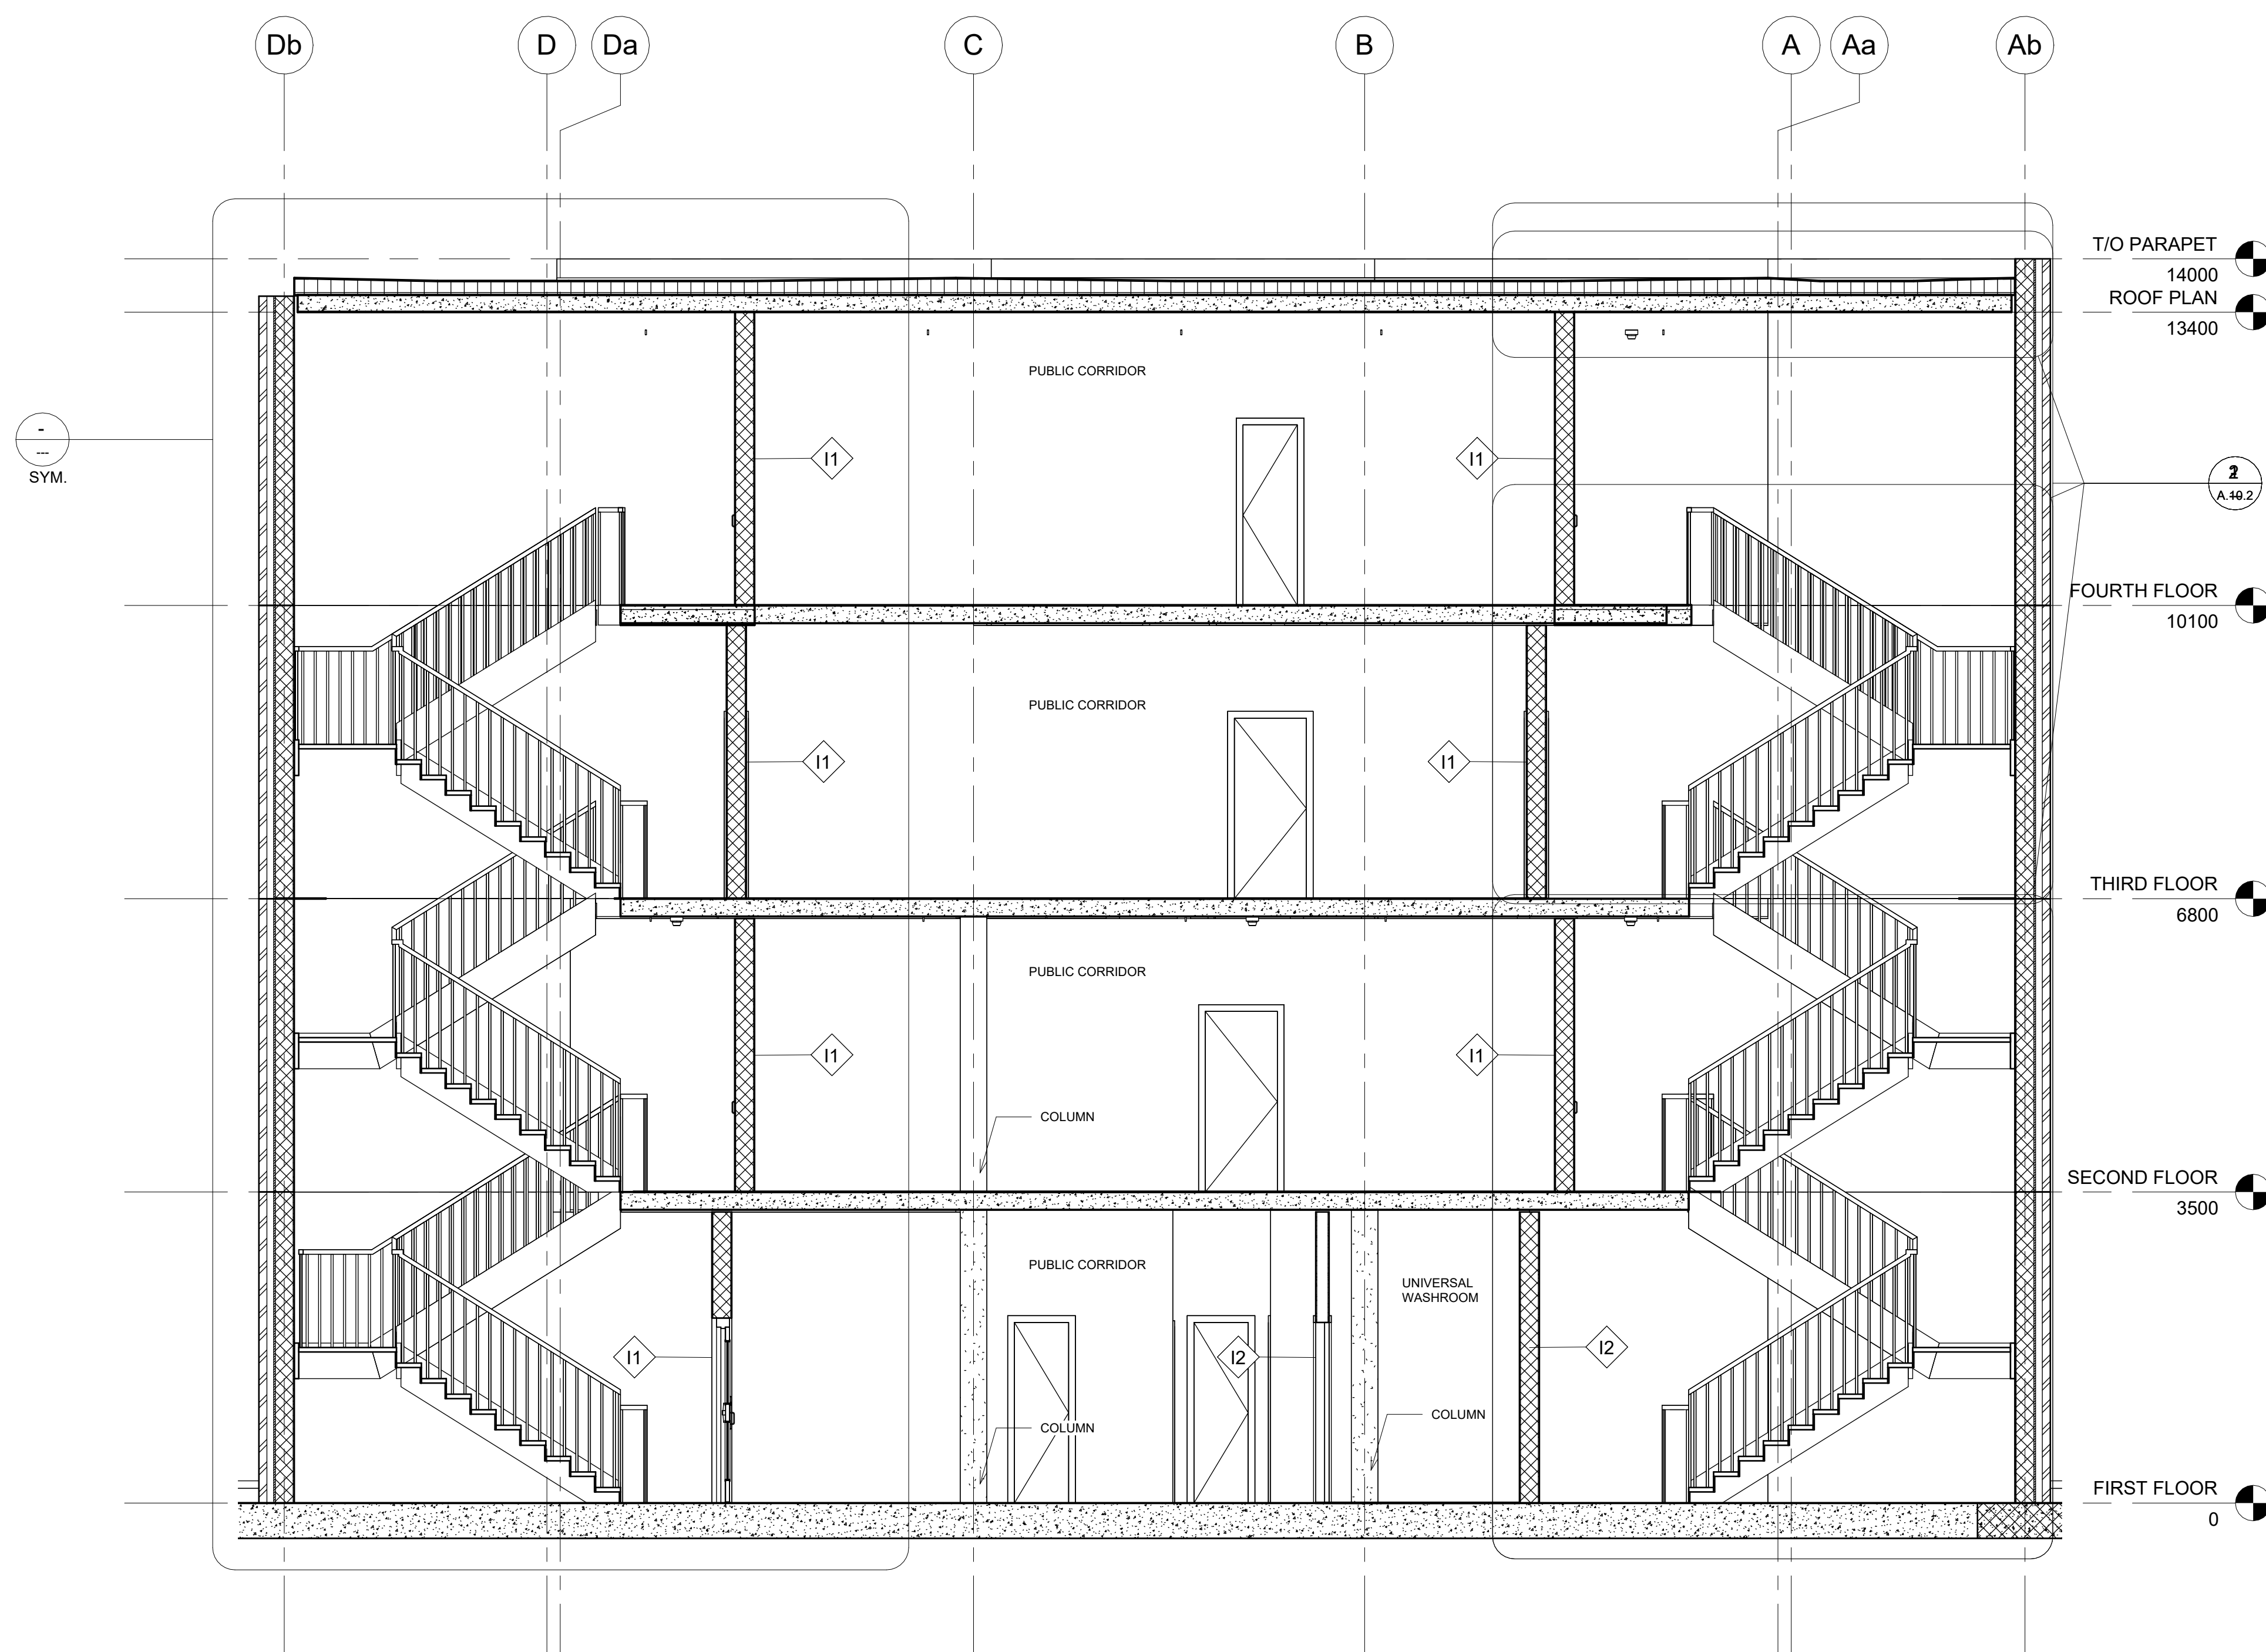 Db
D
Da
C
B
A
Aa
Ab
T/O PARAPET
14000
ROOF PLAN
13400
PUBLIC CORRIDOR
-
---
SYM.
I1
I1
A.10.2
FOURTH FLOOR
10100
PUBLIC CORRIDOR
I1
I1
THIRD FLOOR
6800
PUBLIC CORRIDOR
I1
I1
COLUMN
SECOND FLOOR
3500
PUBLIC CORRIDOR
UNIVERSAL
WASHROOM
I1
I2
I2
COLUMN
COLUMN
FIRST FLOOR
0